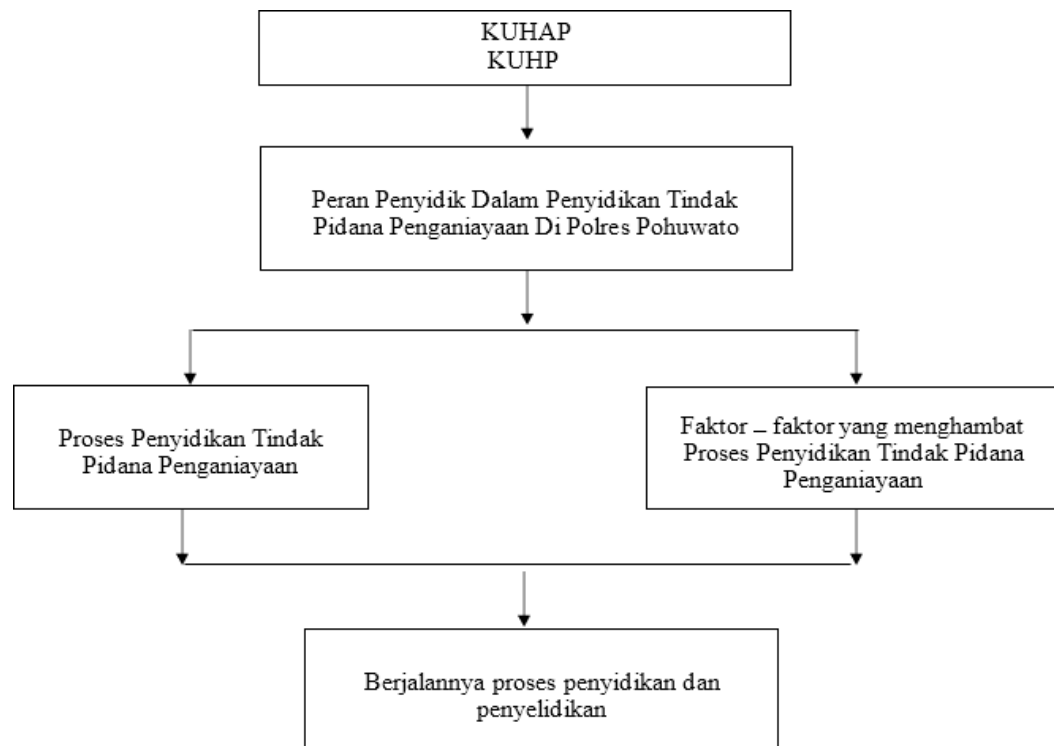 KUHAP
KUHP
Peran Penyidik Dalam Penyidikan Tindak
Pidana Penganiayaan Di Polres Pohuwato
Proses Penyidikan Tindak
Pidana Penganiayaan
Faktor – faktor yang menghambat
Proses Penyidikan Tindak Pidana
Penganiayaan
Berjalannya proses penyidikan dan
penyelidikan